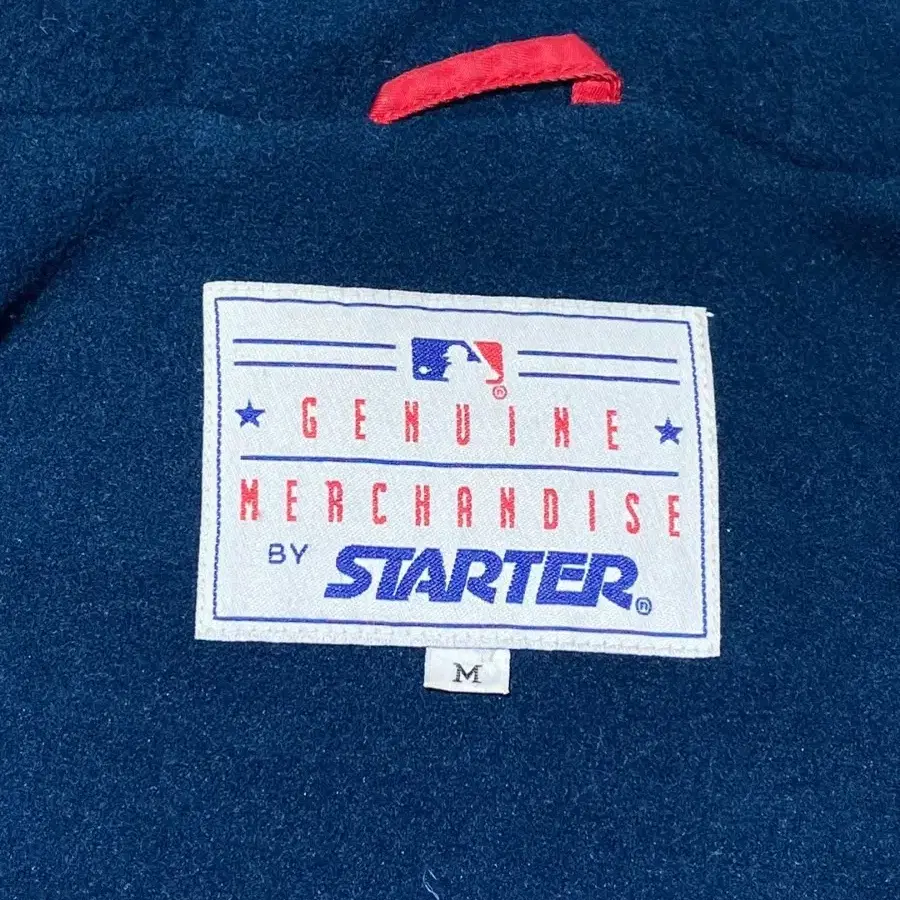 GENUINE
MERCHANDISE
BY STARTER
M